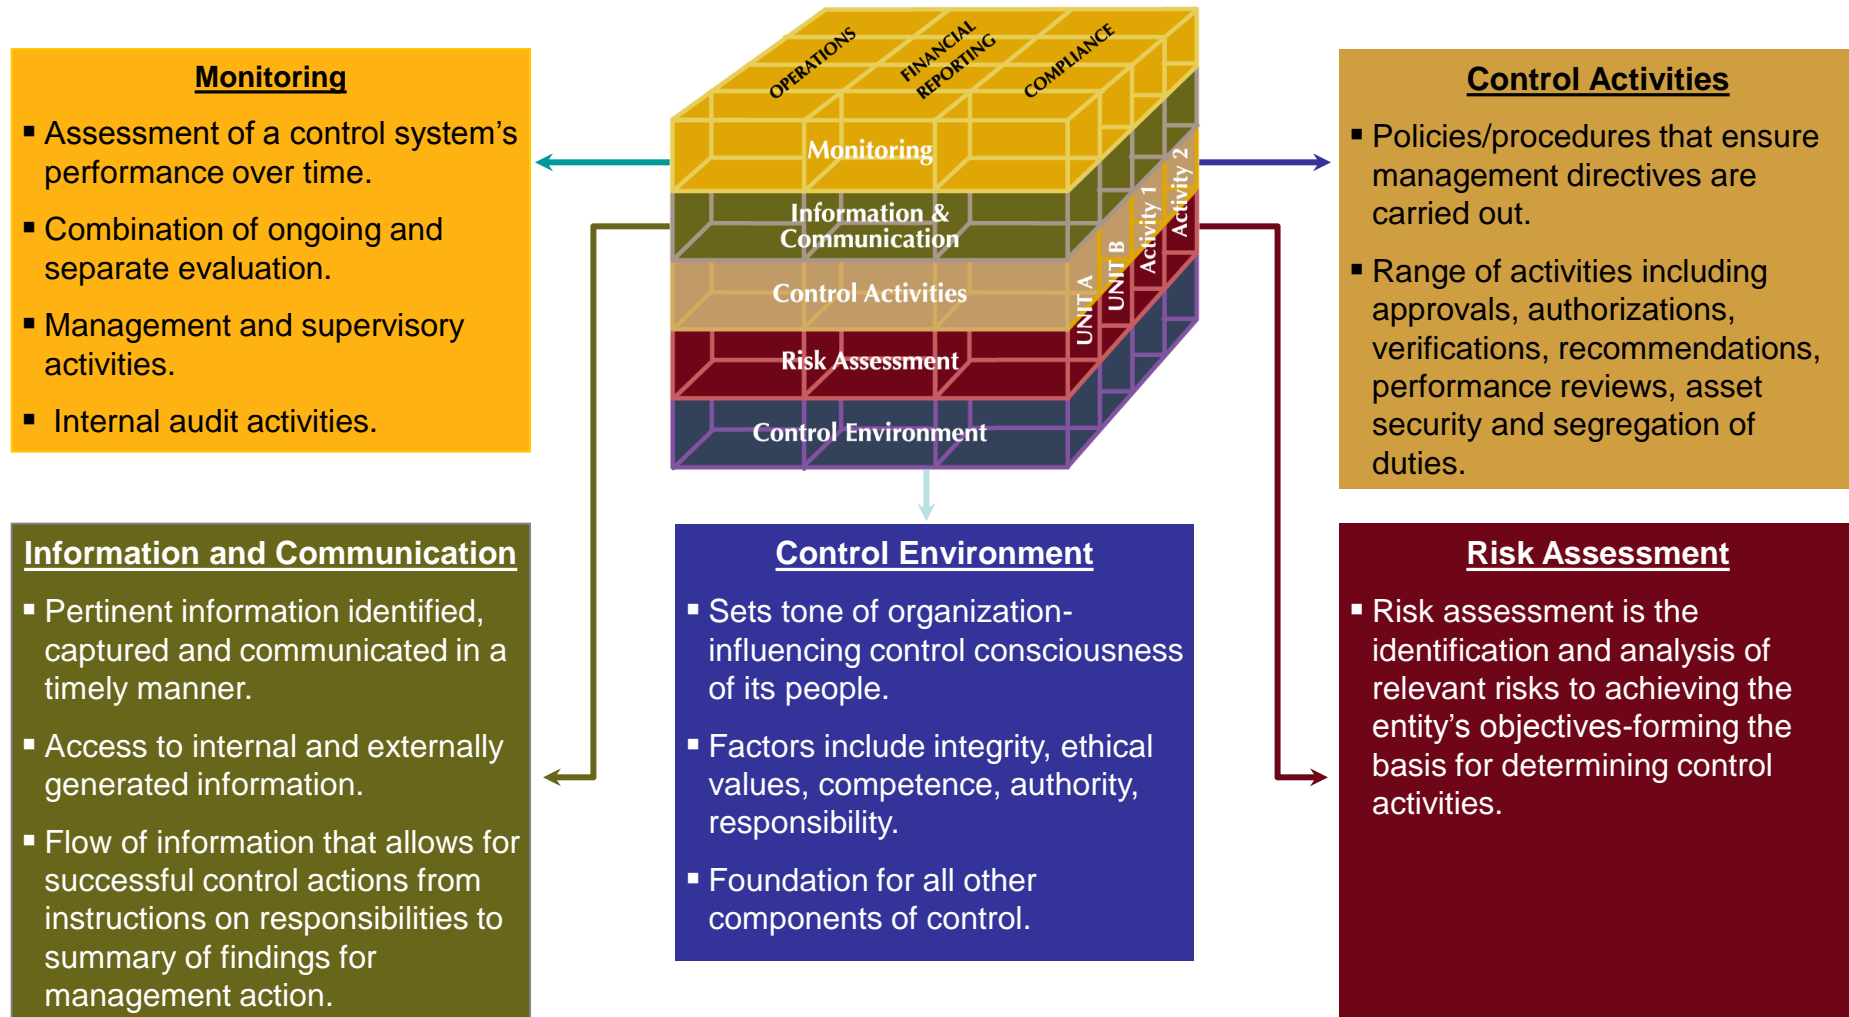 Monitoring
▪ Assessment of a control system’s
performance over time.
▪ Combination of ongoing and
separate evaluation.
▪ Management and supervisory
activities.
▪ Internal audit activities.
OPERATIONS
FINANCIAL
REPORTING
COMPLIANCE
Monitoring
Information &
Communication
Control Activities
Risk Assessment
Control Environment
UNIT A
UNIT B
Activity 1
Activity 2
Control Activities
▪ Policies/procedures that ensure
management directives are
carried out.
▪ Range of activities including
approvals, authorizations,
verifications, recommendations,
performance reviews, asset
security and segregation of
duties.
Information and Communication
▪ Pertinent information identified,
captured and communicated in a
timely manner.
▪ Access to internal and externally
generated information.
▪ Flow of information that allows for
successful control actions from
instructions on responsibilities to
summary of findings for
management action.
Control Environment
▪ Sets tone of organization-
influencing control consciousness
of its people.
▪ Factors include integrity, ethical
values, competence, authority,
responsibility.
▪ Foundation for all other
components of control.
Risk Assessment
▪ Risk assessment is the
identification and analysis of
relevant risks to achieving the
entity’s objectives-forming the
basis for determining control
activities.